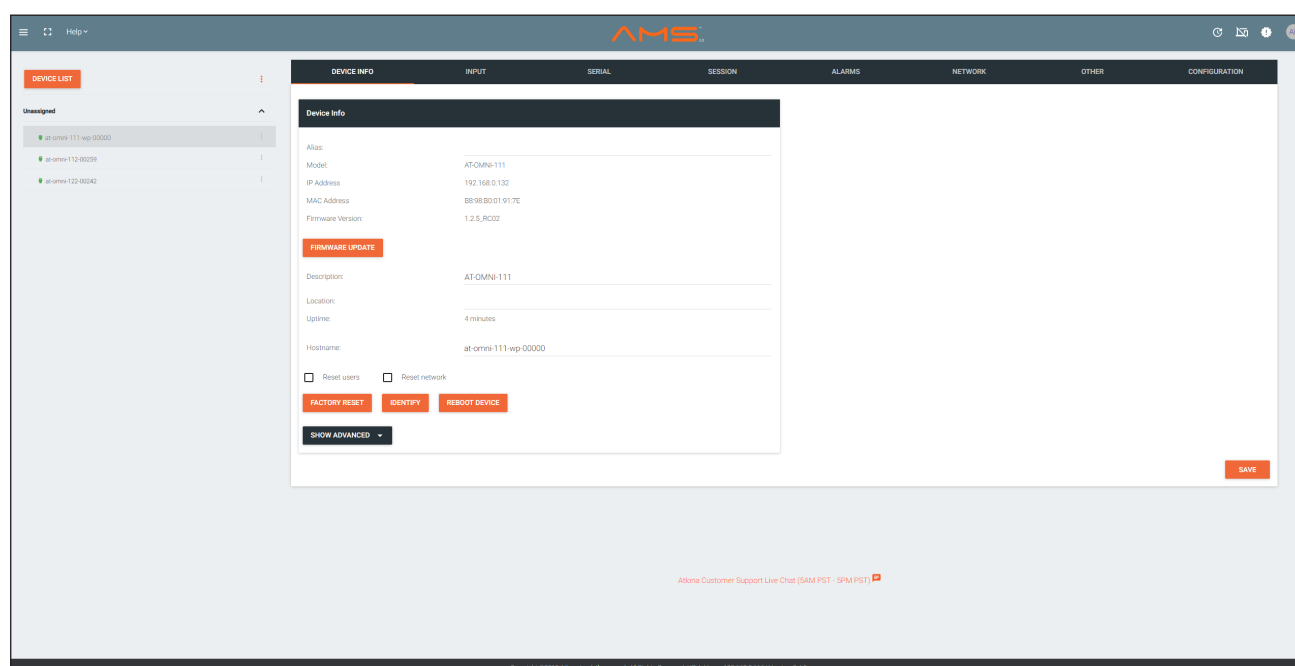 Help
AMS
DEVICE LIST
DEVICE INFO INPUT SERIAL SESSION ALARMS NETWORK OTHER CONFIGURATION
Unassigned
at-omni-111-wp-00000
at-omni-112-00259
at-omni-122-00242
Device Info
Alias:
Model: AT-OMNI-111
IP Address 192.168.0.132
MAC Address B8:98:B0:01:91:7E
Firmware Version: 1.2.5_RC02
FIRMWARE UPDATE
Description: AT-OMNI-111
Location:
Uptime: 4 minutes
Hostname: at-omni-111-wp-00000
Reset users Reset network
FACTORY RESET IDENTIFY REBOOT DEVICE
SHOW ADVANCED
SAVE
Atlona Customer Support Live Chat (5AM PST - 5PM PST)